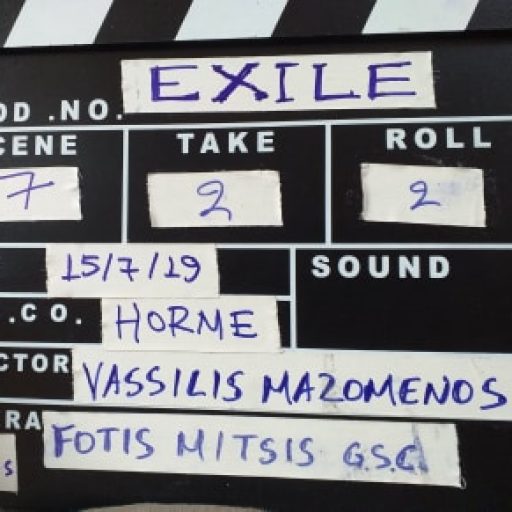 OD .NO. EXILE
CENE TAKE ROLL
7 2 2
15/7/19 SOUND
.CO. HORME
CTOR VASSILIS MAZOMENOS
RA FOTIS MITSIS G.S.C.
S